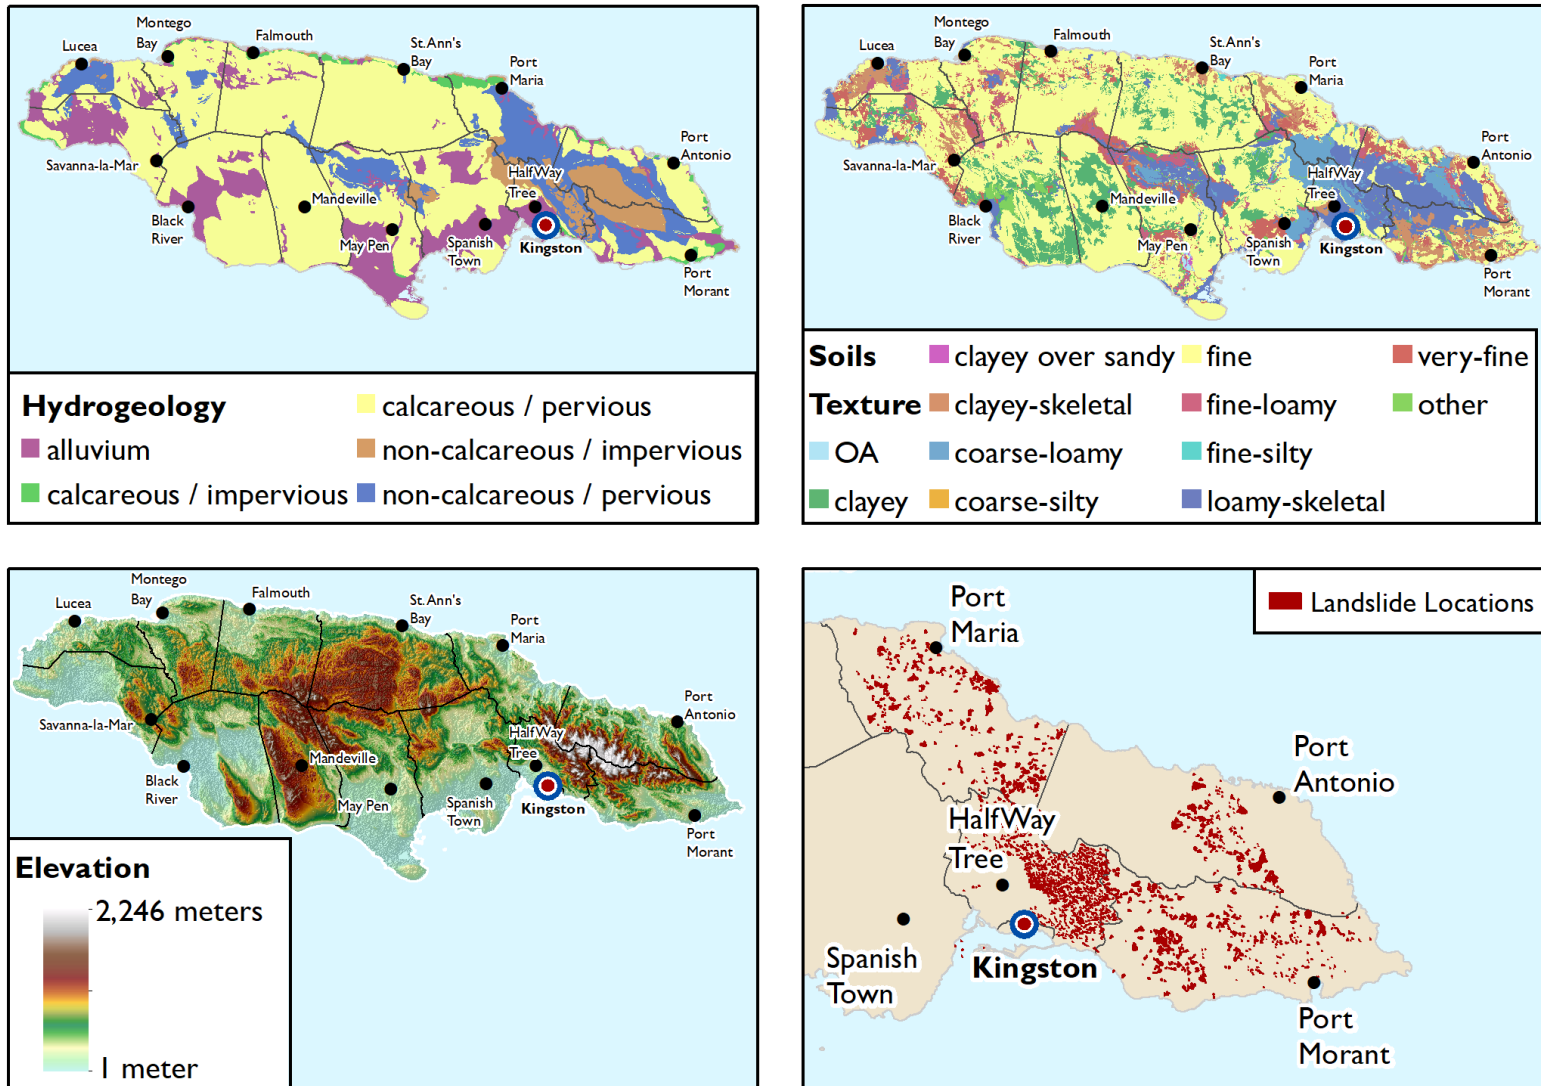 Montego
Bay
Lucea
Falmouth
St.Ann's
Bay
Port
Maria
Port
Antonio
Savanna-la-Mar
HalfWay
Tree
Black
River
Mandeville
May Pen
Spanish
Town
Kingston
Port
Morant
Hydrogeology
alluvium
calcareous / impervious
calcareous / pervious
non-calcareous / impervious
non-calcareous / pervious
Montego
Bay
Lucea
Falmouth
St.Ann's
Bay
Port
Maria
Port
Antonio
Savanna-la-Mar
HalfWay
Tree
Black
River
Mandeville
May Pen
Spanish
Town
Kingston
Port
Morant
Soils
Texture
OA
clayey
clayey over sandy
clayey-skeletal
coarse-loamy
coarse-silty
fine
fine-loamy
fine-silty
loamy-skeletal
very-fine
other
Montego
Bay
Lucea
Falmouth
St.Ann's
Bay
Port
Maria
Port
Antonio
Savanna-la-Mar
HalfWay
Tree
Black
River
Mandeville
May Pen
Spanish
Town
Kingston
Port
Morant
Elevation
2,246 meters
1 meter
Landslide Locations
Port
Maria
Port
Antonio
HalfWay
Tree
Spanish
Town
Kingston
Port
Morant